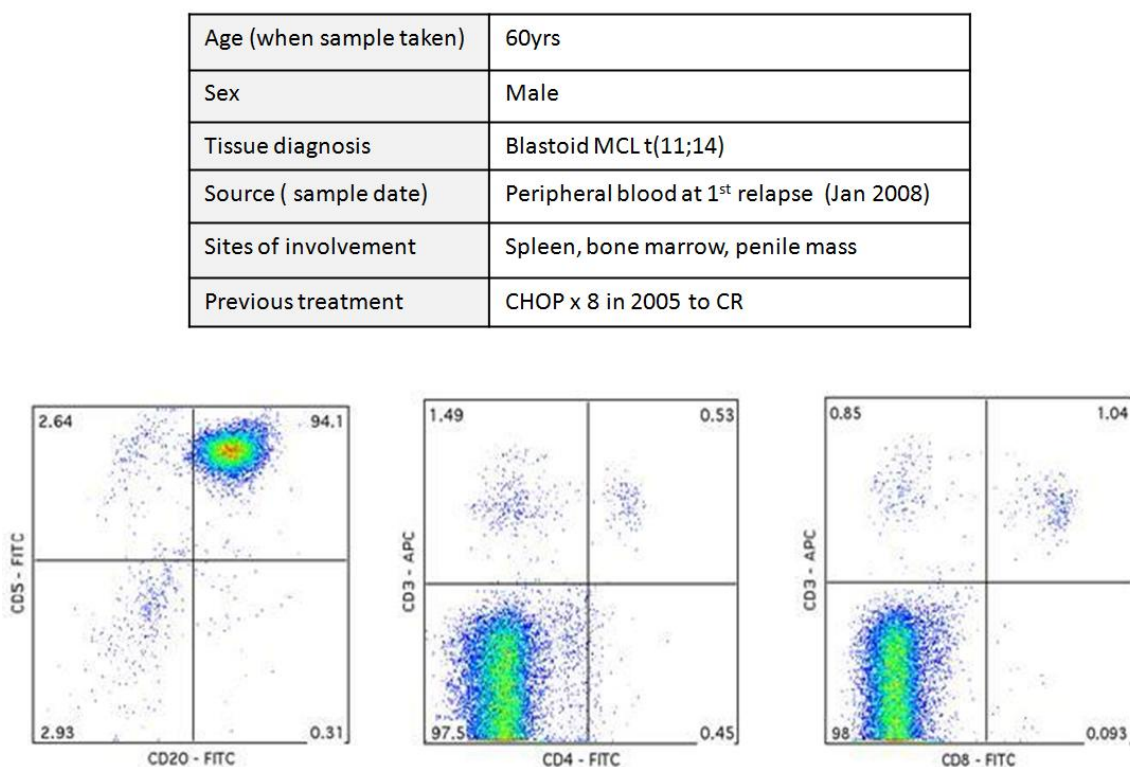 Age (when sample taken) 60yrs
Sex Male
Tissue diagnosis Blastoid MCL t(11;14)
Source ( sample date) Peripheral blood at 1st relapse (Jan 2008)
Sites of involvement Spleen, bone marrow, penile mass
Previous treatment CHOP x 8 in 2005 to CR
2.64 94.1
CD5 - FITC
2.93 0.31
CD20 - FITC
1.49 0.53
CD3 - APC
97.5 0.45
CD4 - FITC
0.85 1.04
CD3 - APC
98 0.093
CD8 - FITC